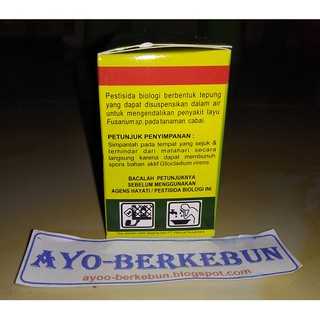 Pestisida biologi berbentuk tepung
yang dapat disuspensikan dalam air
untuk mengendalikan penyakit layu
Fusarium sp. pada tanaman cabai.
PETUNJUK PENYIMPANAN :
Simpanlah pada tempat yang sejuk &
terhindar dari matahari secara
langsung karena dapat membunuh
spora bahan aktif Gliocladium virens.
BACALAH PETUNJUKNYA
SEBELUM MENGGUNAKAN
AGENS HAYATI / PESTISIDA BIOLOGI INI
AYO-BERKEBUN
ayoo-berkebun.blogspot.com